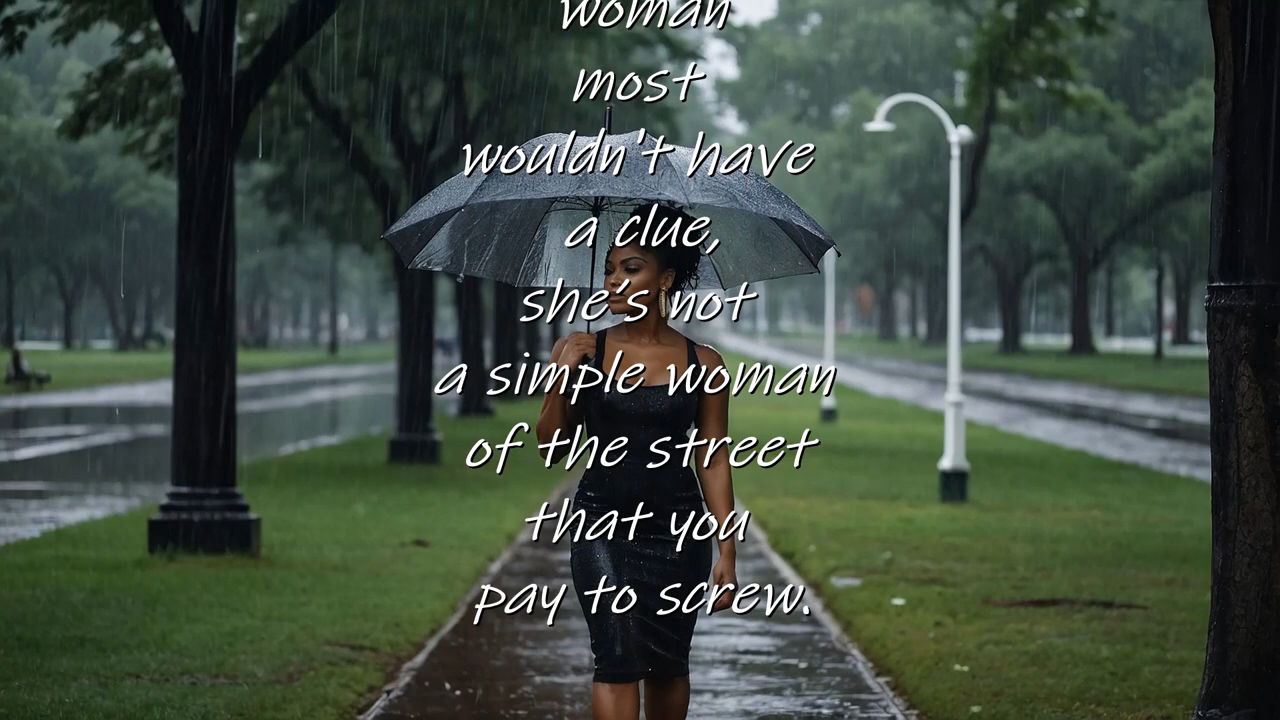 woman
most
wouldn't have
a clue,
she's not
a simple woman
of the street
that you
pay to screw.